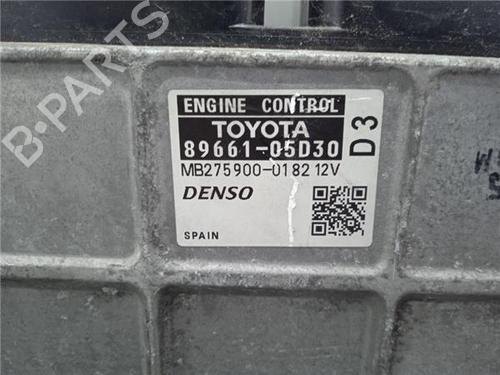 B-PARTS
ENGINE CONTROL
TOYOTA
89661-05D30
D3
MB275900-0182 12V
DENSO
SPAIN